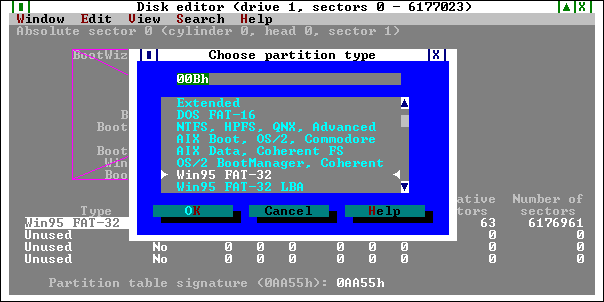 Disk editor (drive 1, sectors 0 - 6177023)
Window Edit View Search Help
Absolute sector 0 (cylinder 0, head 0, sector 1)
BootWiz
Choose partition type
00Bh
Extended
DOS FAT-16
NTFS, HPFS, QNX, Advanced
AIX Boot, OS/2, Commodore
AIX Data, Coherent FS
OS/2 BootManager, Coherent
Win95 FAT-32
Win95 FAT-32 LBA
B
Boot
Boot
Win
Boo
OK Cancel Help
ative Number of
Type tors sectors
Win95 FAT-32 63 6176961
Unused 0 0
Unused No 0 0 0 0 0 0 0 0
Unused No 0 0 0 0 0 0 0 0
Partition table signature (0AA55h): 0AA55h